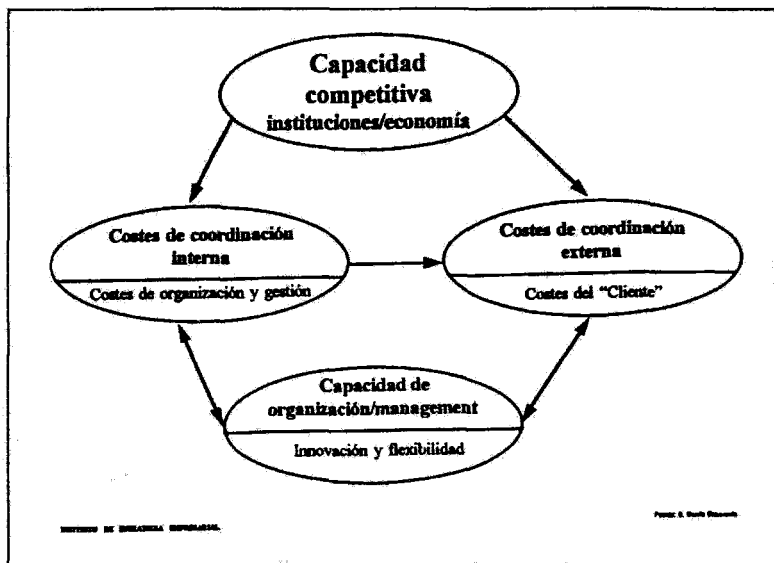 Capacidad
competitiva
instituciones/economía
Costes de coordinación
interna
Costes de organización y gestión
Costes de coordinación
externa
Costes del "Cliente"
Capacidad de
organización/management
Innovación y flexibilidad
DE